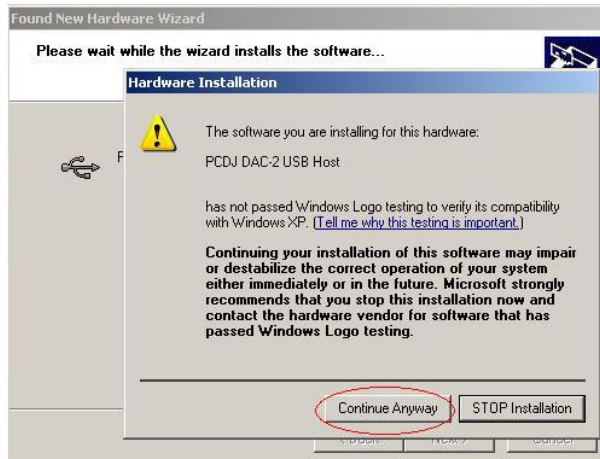 Found New Hardware Wizard
Please wait while the wizard installs the software...
Hardware Installation
The software you are installing for this hardware:
PCDJ DAC-2 USB Host
has not passed Windows Logo testing to verify its compatibility
with Windows XP. (Tell me why this testing is important.)
Continuing your installation of this software may impair
or destabilize the correct operation of your system
either immediately or in the future. Microsoft strongly
recommends that you stop this installation now and
contact the hardware vendor for software that has
passed Windows Logo testing.
Continue Anyway
STOP Installation